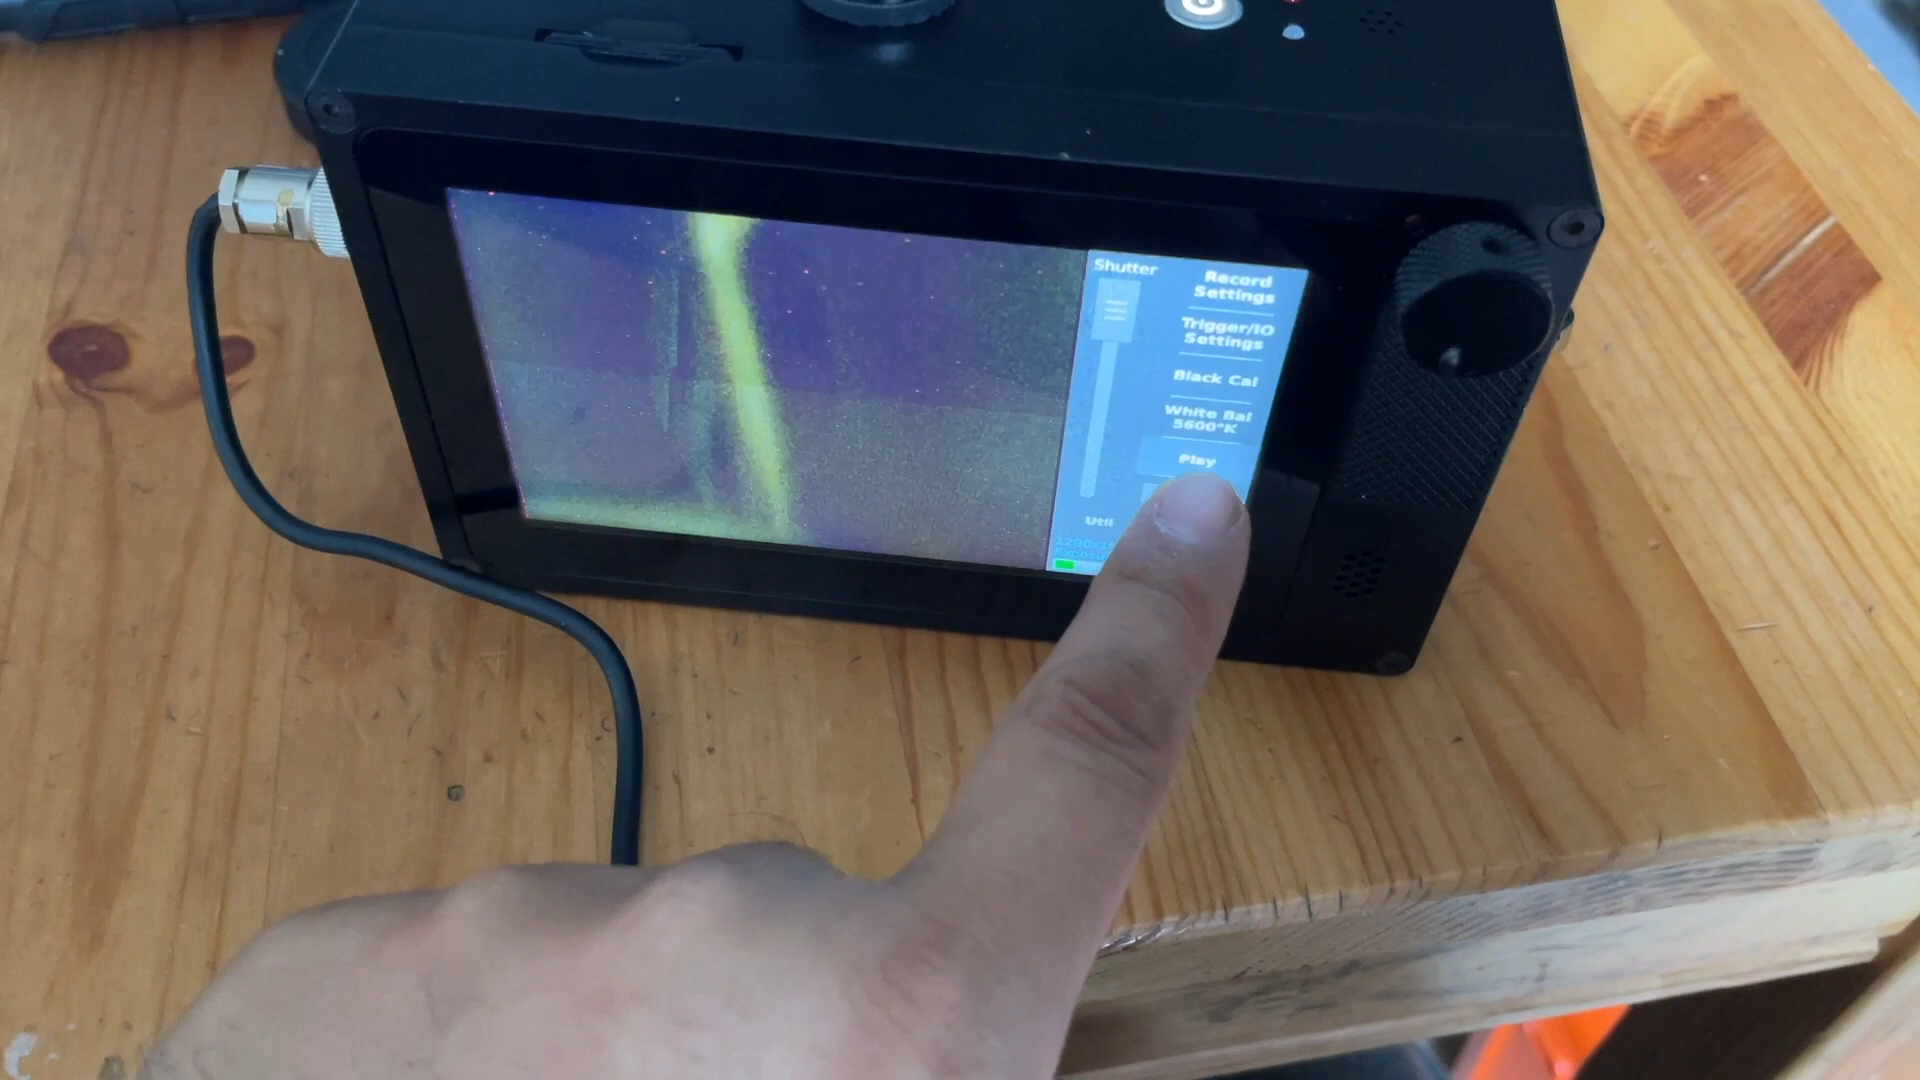 Shutter
Record
Settings
Trigger/IO
Settings
Black Cal
White Bal
5600°K
Play
Util